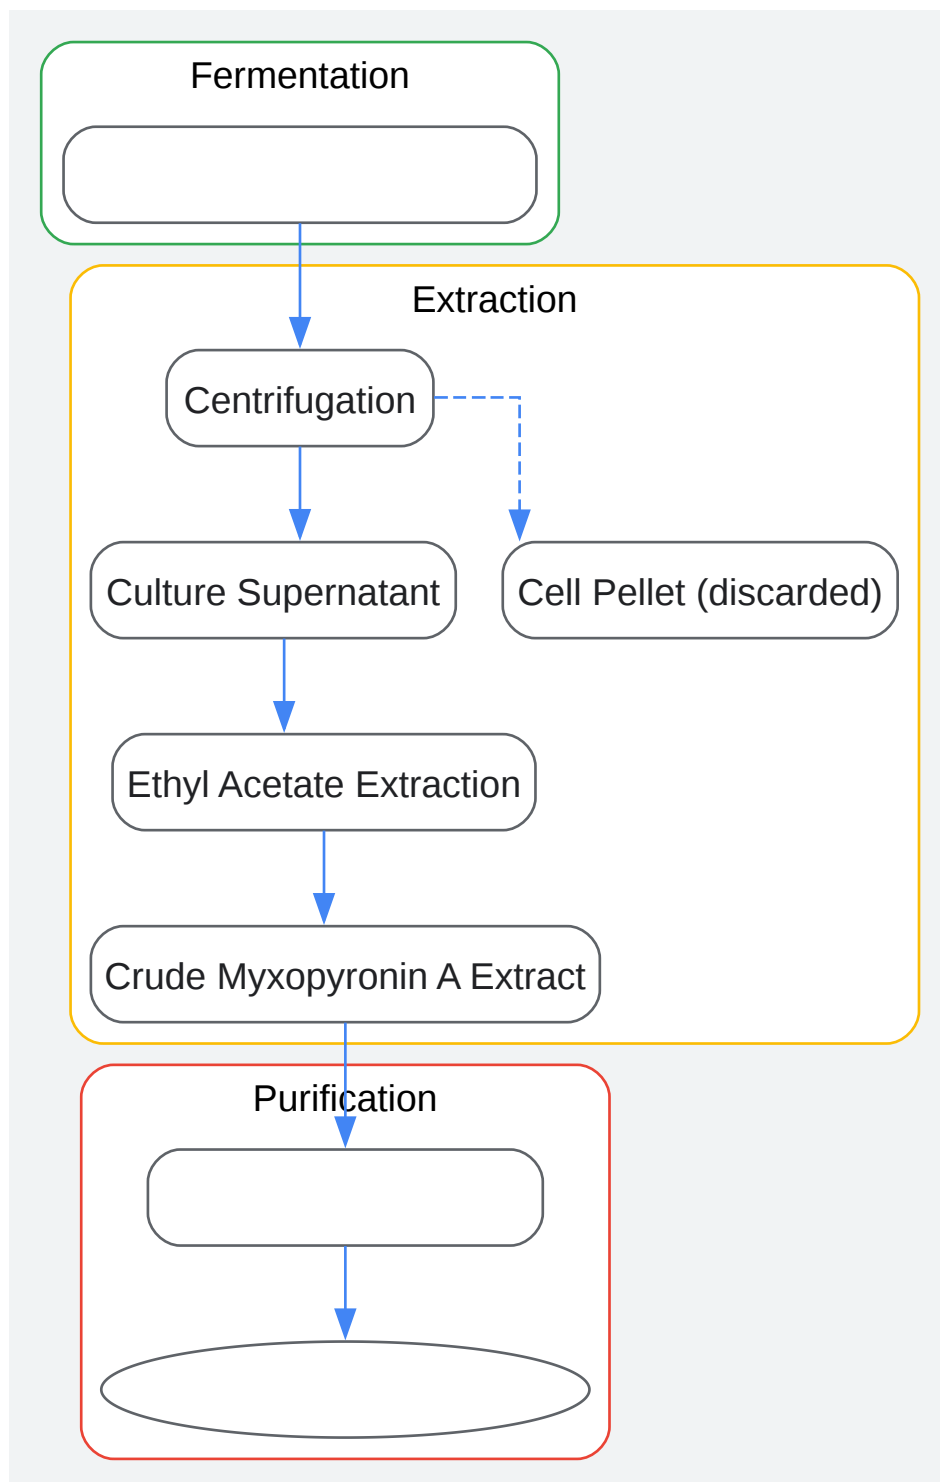 Fermentation
Extraction
Centrifugation
Culture Supernatant
Cell Pellet (discarded)
Ethyl Acetate Extraction
Crude Myxopyronin A Extract
Purification